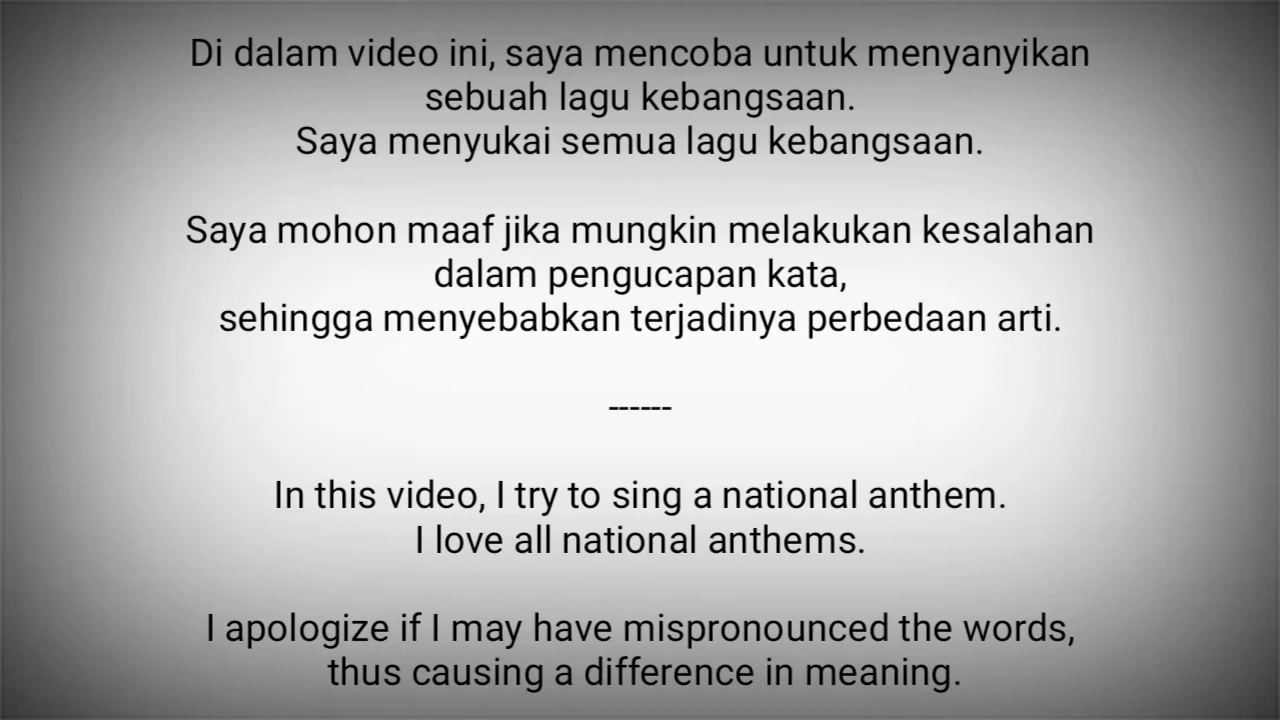 Di dalam video ini, saya mencoba untuk menyanyikan
sebuah lagu kebangsaan.
Saya menyukai semua lagu kebangsaan.
Saya mohon maaf jika mungkin melakukan kesalahan
dalam pengucapan kata,
sehingga menyebabkan terjadinya perbedaan arti.
------
In this video, I try to sing a national anthem.
I love all national anthems.
I apologize if I may have mispronounced the words,
thus causing a difference in meaning.